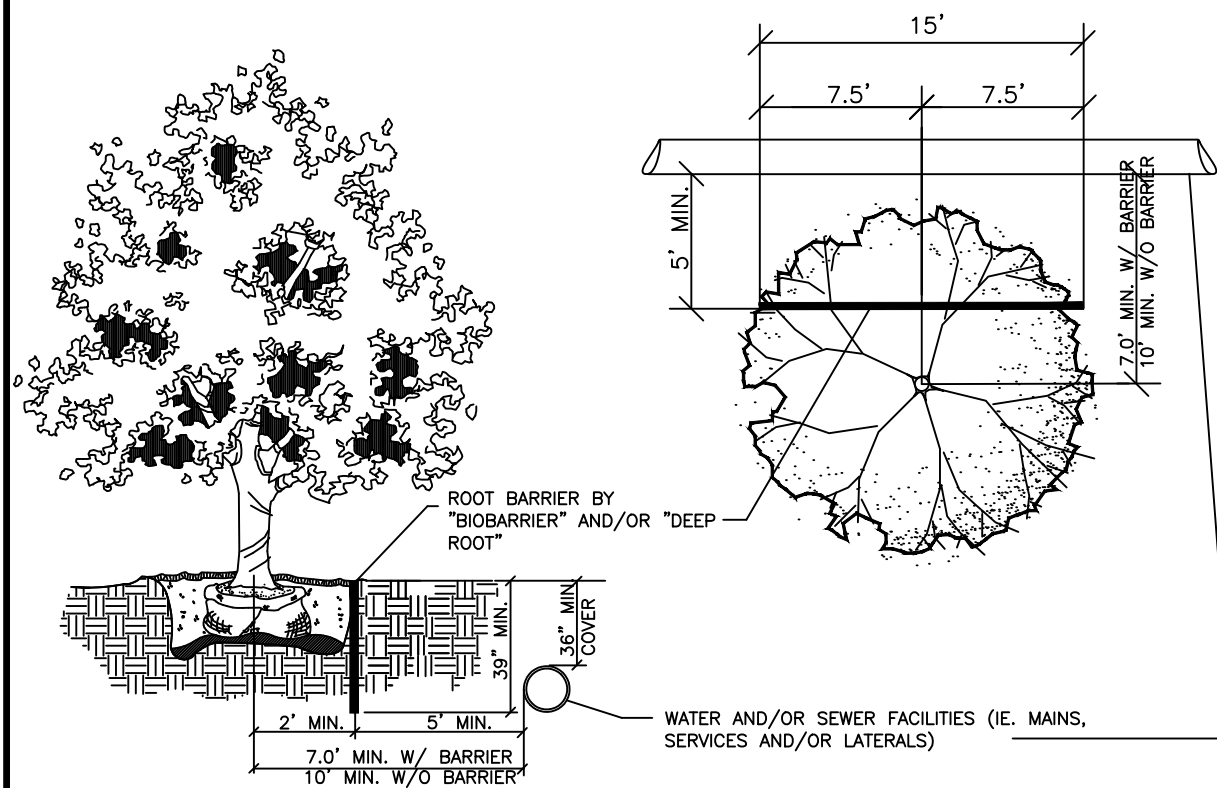 15'
7.5'
7.5'
5' MIN.
7.0' MIN. W/ BARRIER
10' MIN. W/O BARRIER
ROOT BARRIER BY
"BIOBARRIER" AND/OR "DEEP
ROOT"
39" MIN.
36" MIN.
COVER
2' MIN.
5' MIN.
7.0' MIN. W/ BARRIER
10' MIN. W/O BARRIER
WATER AND/OR SEWER FACILITIES (IE. MAINS,
SERVICES AND/OR LATERALS)